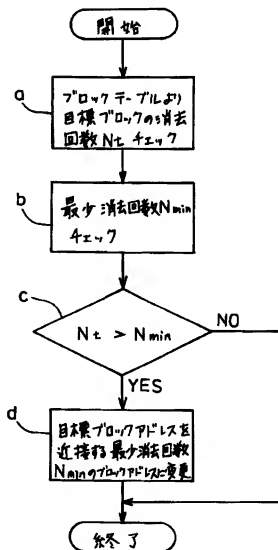 開始
a
ブロックテーブルより
目標ブロックの消去
回数Nt チェック
b
最少消去回数Nmin
チェック
c
Nt > Nmin
NO
YES
d
目標ブロックアドレスを
近接する最少消去回数
Nminのブロックアドレスに変更
終了